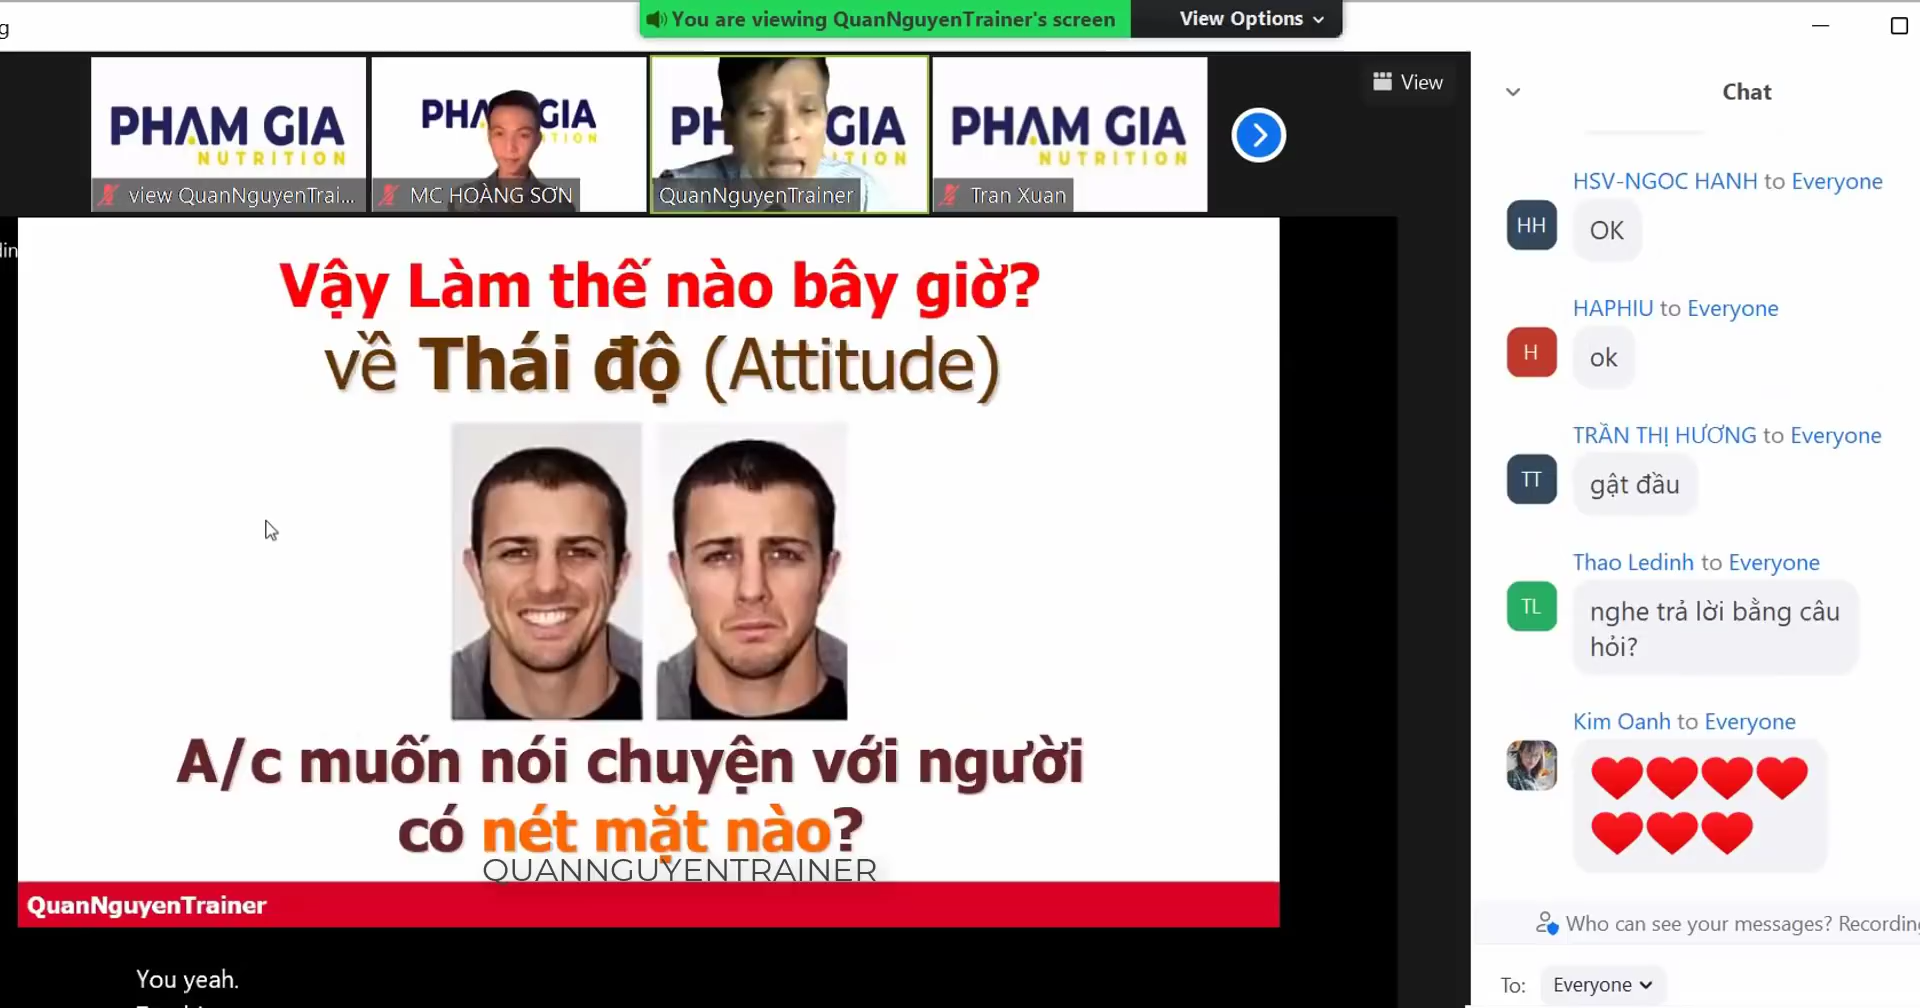 You are viewing QuanNguyenTrainer's screen
View Options
g
PHAM GIA
NUTRITION
view QuanNguyenTrai...
MC HOÀNG SƠN
GIA
QuanNguyenTrainer
PHAM GIA
NUTRITION
Tran Xuan
View
Vậy Làm thế nào bây giờ?
về Thái độ (Attitude)
A/c muốn nói chuyện với người
có nét mặt nào?
QUANNGUYENTRAINER
QuanNguyenTrainer
You yeah.
Chat
HSV-NGOC HANH to Everyone
HH
OK
HAPHIU to Everyone
H
ok
TRẦN THỊ HƯƠNG to Everyone
TT
gật đầu
Thao Ledinh to Everyone
TL
nghe trả lời bằng câu
hỏi?
Kim Oanh to Everyone
Who can see your messages? Recording
To: Everyone